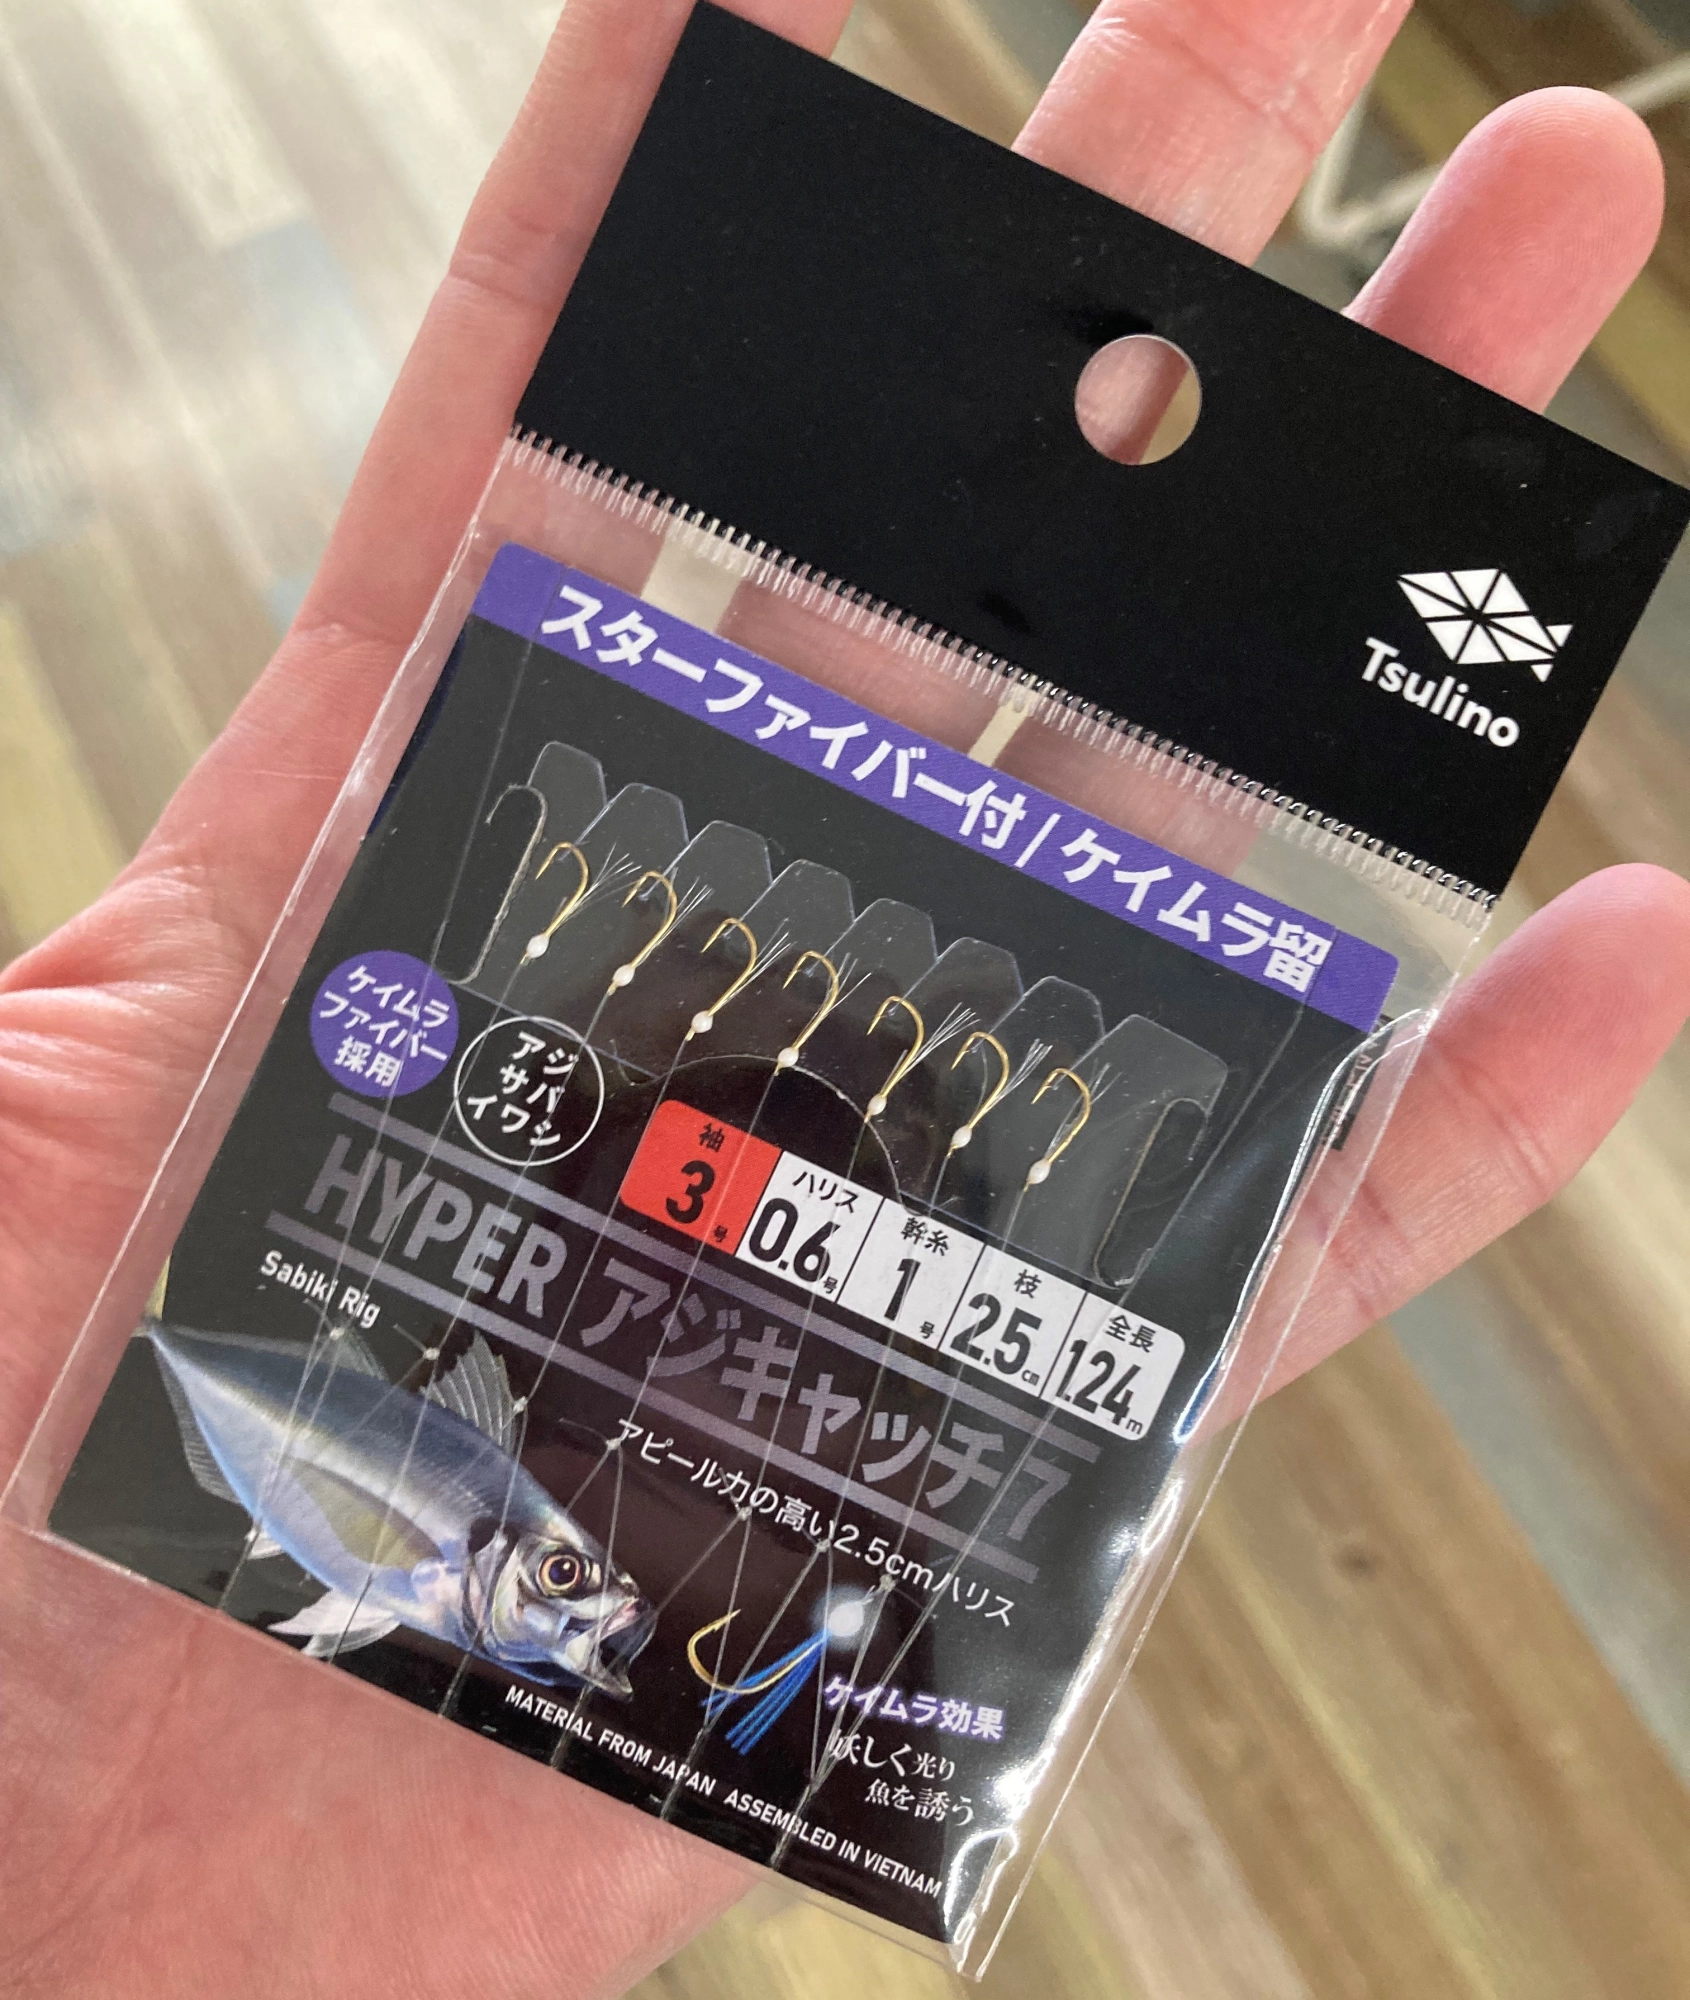 Tsulino
スターファイバー付 / ケイムラ留
ケイムラ
ファイバー
採用
アジ
サバ
イワシ
袖 3号
ハリス 0.6号
幹糸 1号
枝 2.5cm
全長 1.24m
HYPER アジキャッチ7
Sabiki Rig
アピール力の高い2.5cmハリス
ケイムラ効果
妖しく光り
魚を誘う
MATERIAL FROM JAPAN ASSEMBLED IN VIETNAM